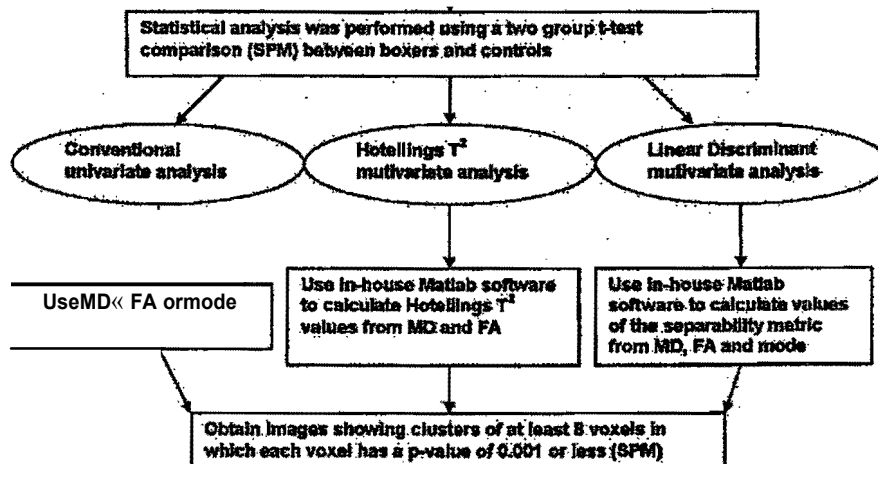 Statistical analysis was performed using a two group t-test
comparison (SPM) between boxers and controls
Conventional
univariate analysis
Hotellings T²
mutivariate analysis
Linear Discriminant
mutivariate analysis
UseMD« FA ormode
Use in-house Matlab software
to calculate Hotellings T²
values from MD and FA
Use in-house Matlab
software to calculate values
of the separability metric
from MD, FA and mode
Obtain images showing clusters of at least 8 voxels in
which each voxel has a p-value of 0.001 or less (SPM)